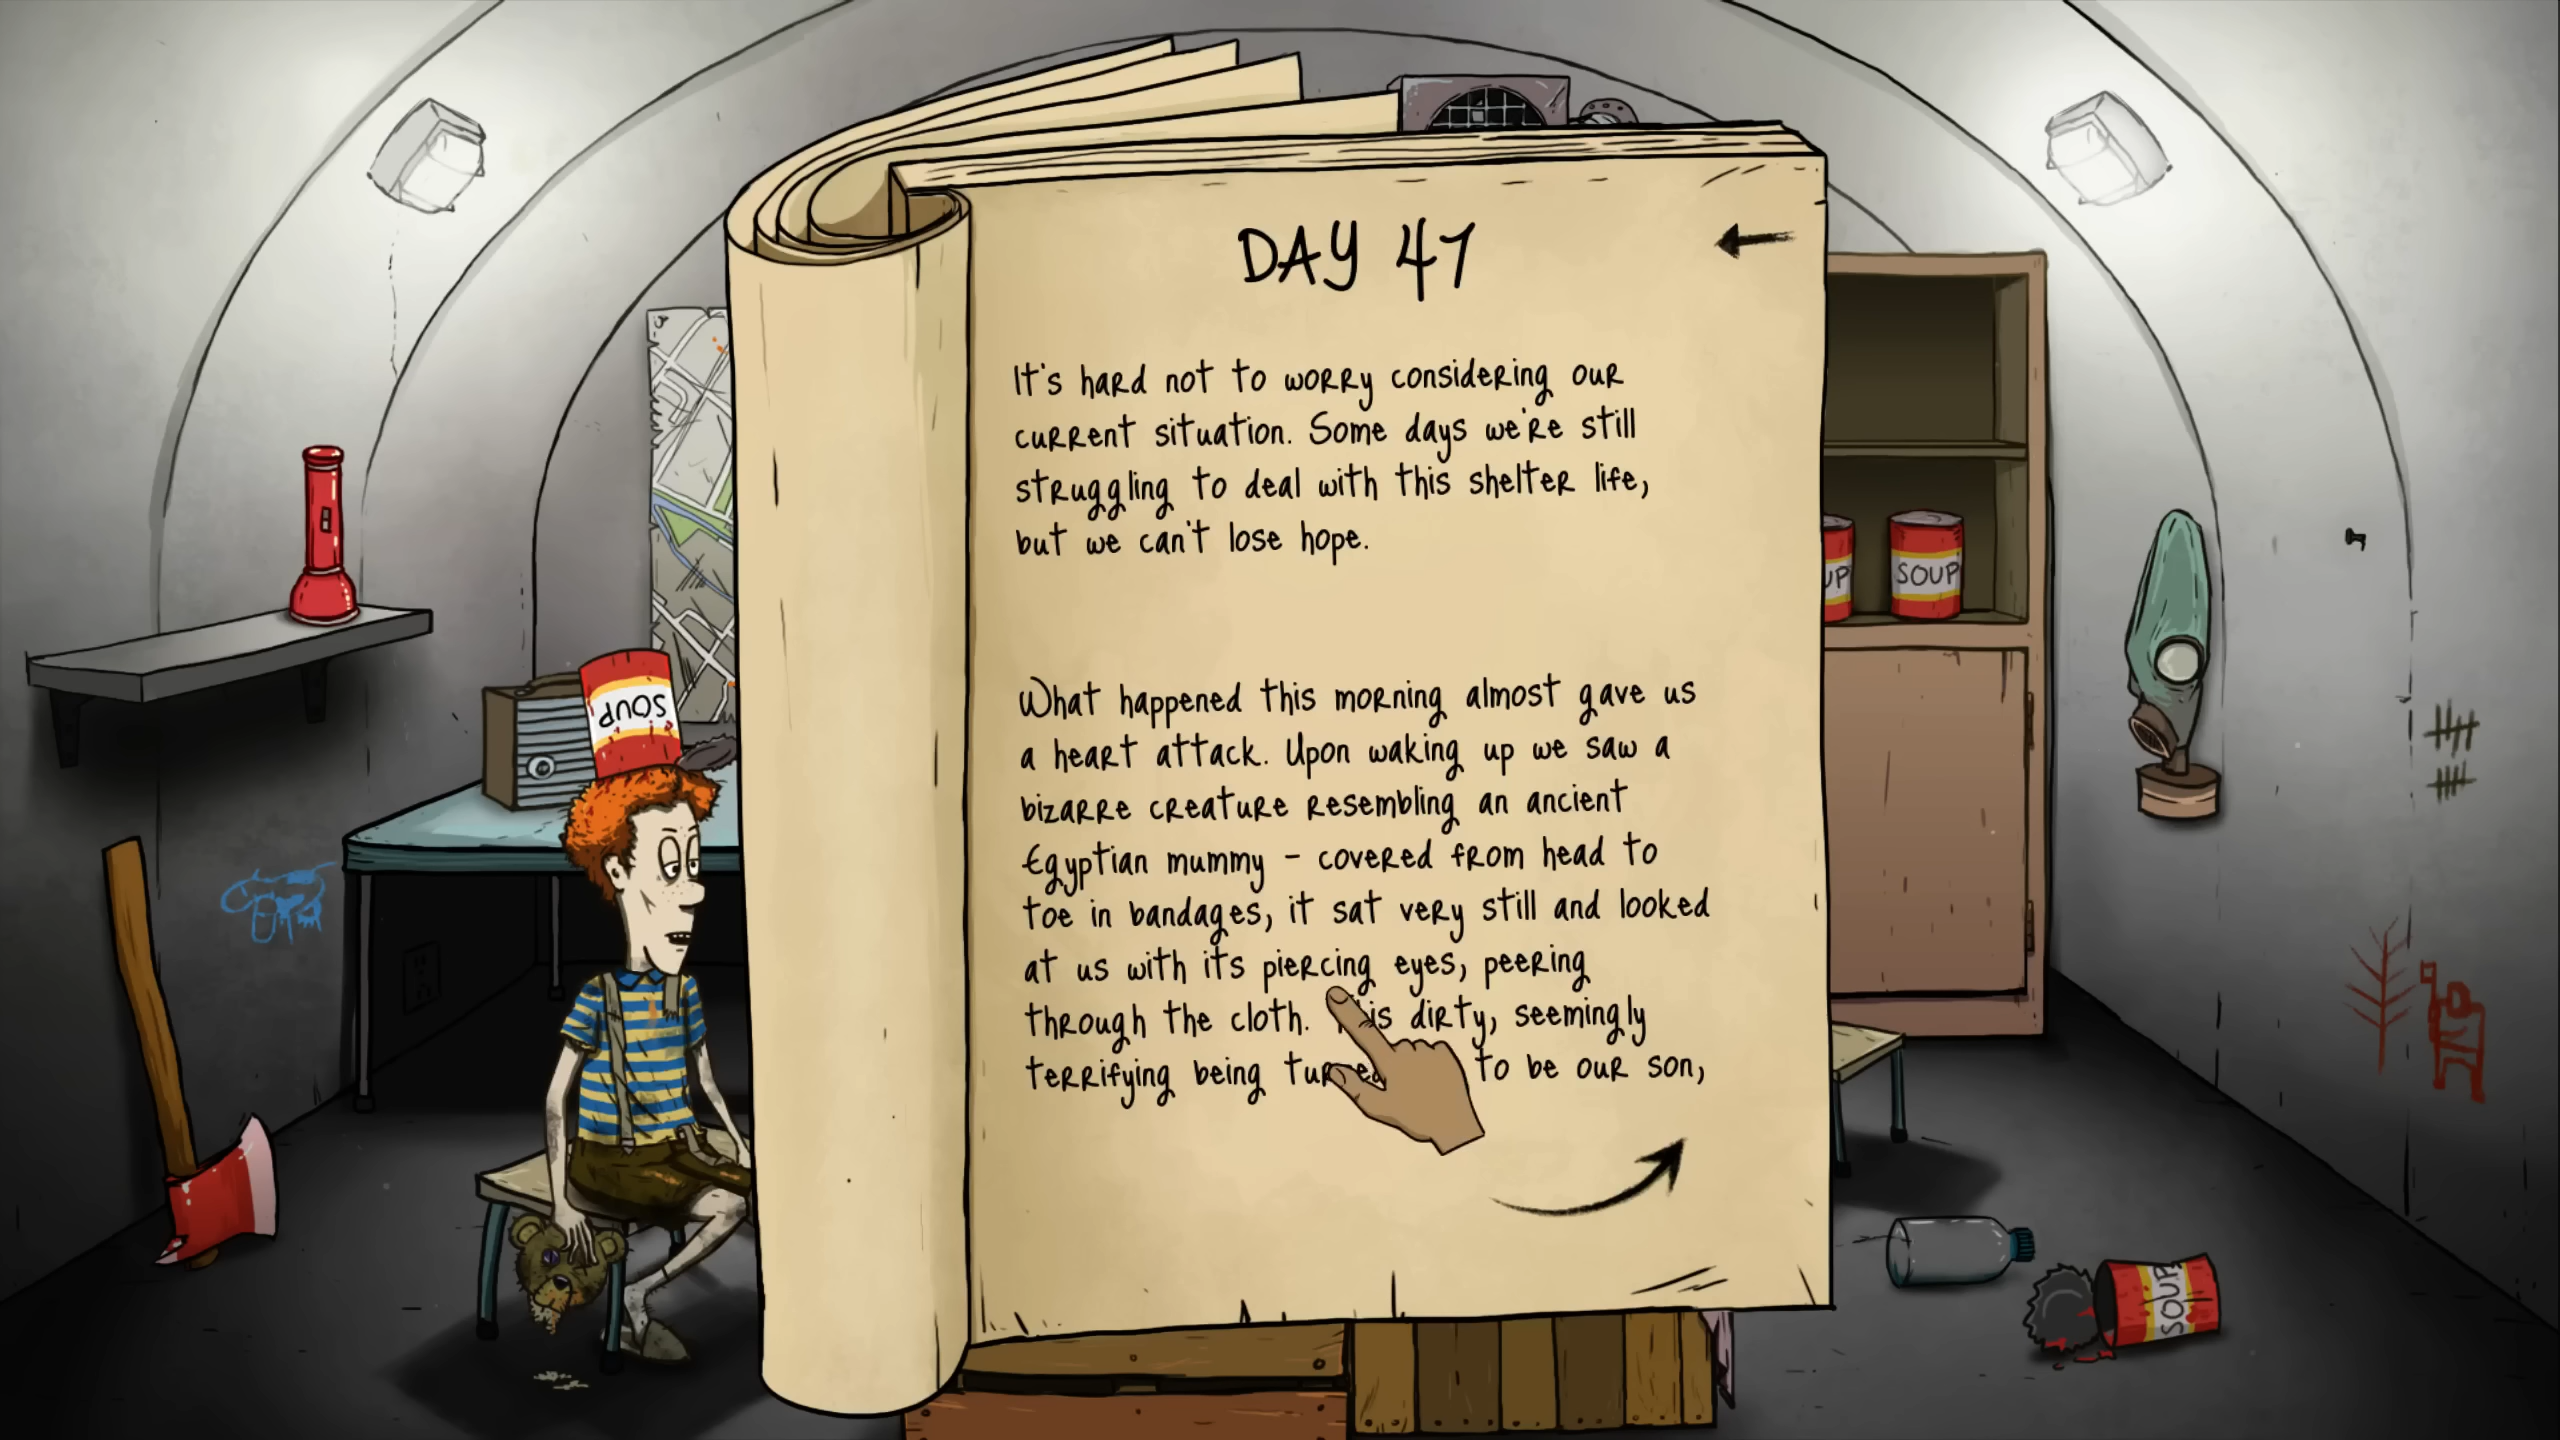 DAY 47
It's hard not to worry considering our
current situation. Some days we're still
struggling to deal with this shelter life,
but we can't lose hope.
What happened this morning almost gave us
a heart attack. Upon waking up we saw a
bizarre creature resembling an ancient
Egyptian mummy - covered from head to
toe in bandages, it sat very still and looked
at us with its piercing eyes, peering
through the cloth. This dirty, seemingly
terrifying being turned to be our son,
SOUP
UP
SOUP
SOUP